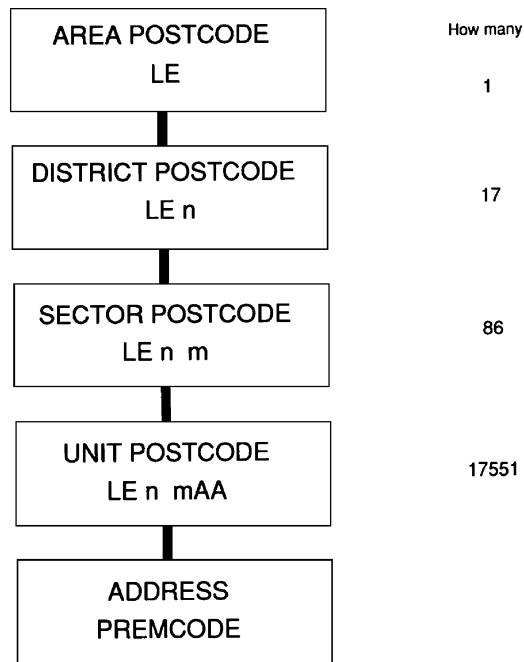 How many
AREA POSTCODE
LE
1
DISTRICT POSTCODE
LE n
17
SECTOR POSTCODE
LE n m
86
UNIT POSTCODE
LE n mAA
17551
ADDRESS
PREMCODE